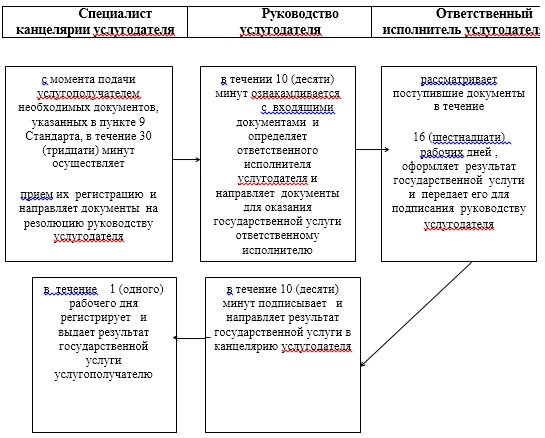 Специалист
канцелярии услугодателя
Руководство
услугодателя
Ответственный
исполнитель услугодателя
с момента подачи
услугополучателем
необходимых документов,
указанных в пункте 9
Стандарта, в течение 30
(тридцати) минут
осуществляет
прием их регистрацию и
направляет документы на
резолюцию руководству
услугодателя
в течении 10 (десяти)
минут ознакамливается
с входящими
документами и
определяет
ответственного
исполнителя
услугодателя и
направляет документы
для оказания
государственной услуги
ответственному
исполнителю
рассматривает
поступившие документы
в течение
16 (шестнадцати)
рабочих дней ,
оформляет результат
государственной услуги
и передает его для
подписания руководству
услугодателя
в течение 1 (одного)
рабочего дня
регистрирует и
выдает результат
государственной
услуги
услугополучателю
в течение 10 (десяти)
минут подписывает и
направляет результат
государственной услуги в
канцелярию услугодателя